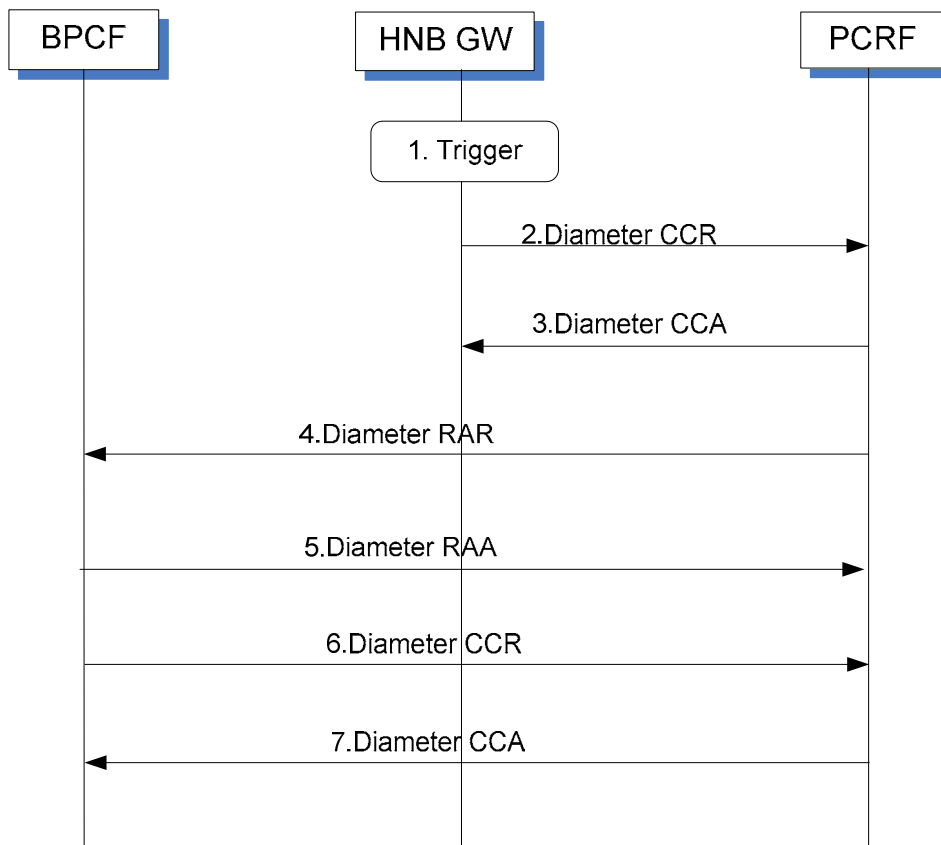 BPCF
HNB GW
PCRF
1. Trigger
2.Diameter CCR
3.Diameter CCA
4.Diameter RAR
5.Diameter RAA
6.Diameter CCR
7.Diameter CCA